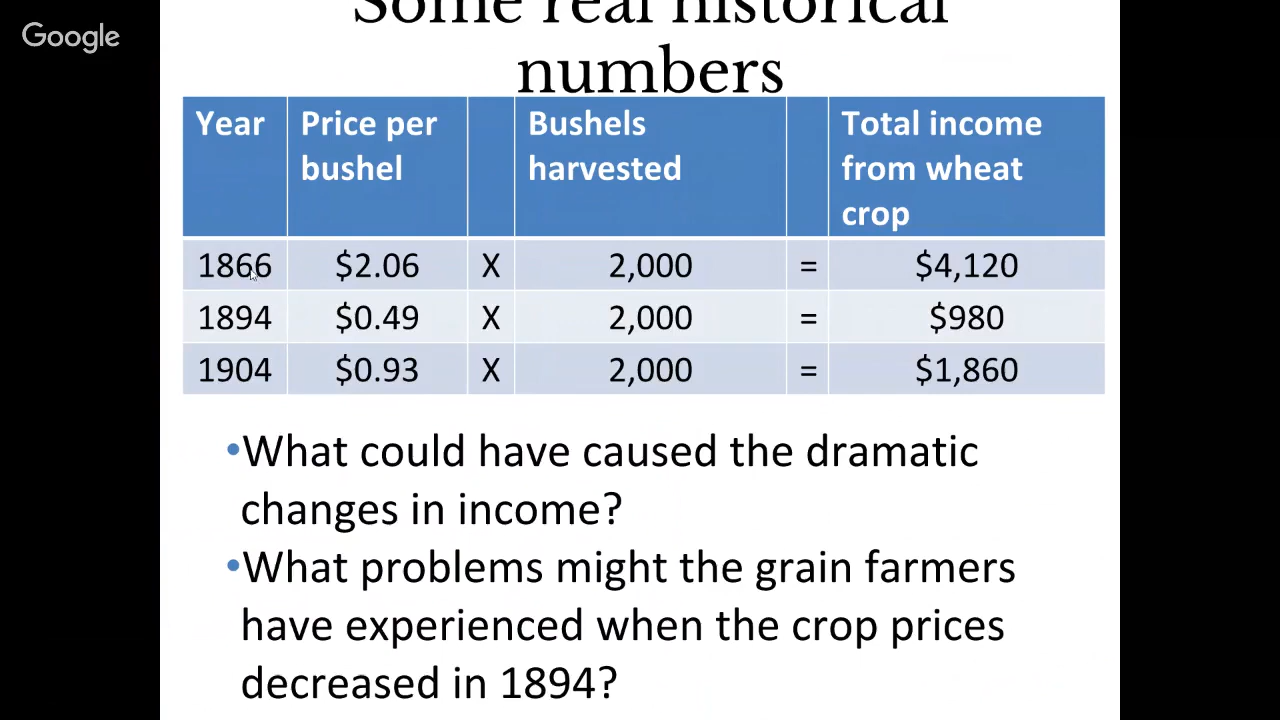 Google
Some real historical
numbers
Year Price per bushel Bushels harvested Total income from wheat crop
1866 $2.06 X 2,000 = $4,120
1894 $0.49 X 2,000 = $980
1904 $0.93 X 2,000 = $1,860
•What could have caused the dramatic
changes in income?
•What problems might the grain farmers
have experienced when the crop prices
decreased in 1894?